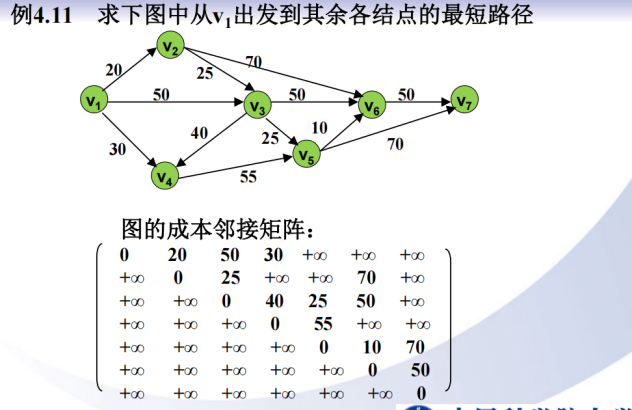 例4.11 求下图中从v₁出发到其余各结点的最短路径
v₂
70
20
25
v₁
50
v₃
50
v₆
50
v₇
40
25
10
30
v₅
70
v₄
55
图的成本邻接矩阵：
0 20 50 30 +∞ +∞ +∞
+∞ 0 25 +∞ +∞ 70 +∞
+∞ +∞ 0 40 25 50 +∞
+∞ +∞ +∞ 0 55 +∞ +∞
+∞ +∞ +∞ +∞ 0 10 70
+∞ +∞ +∞ +∞ +∞ 0 50
+∞ +∞ +∞ +∞ +∞ +∞ 0